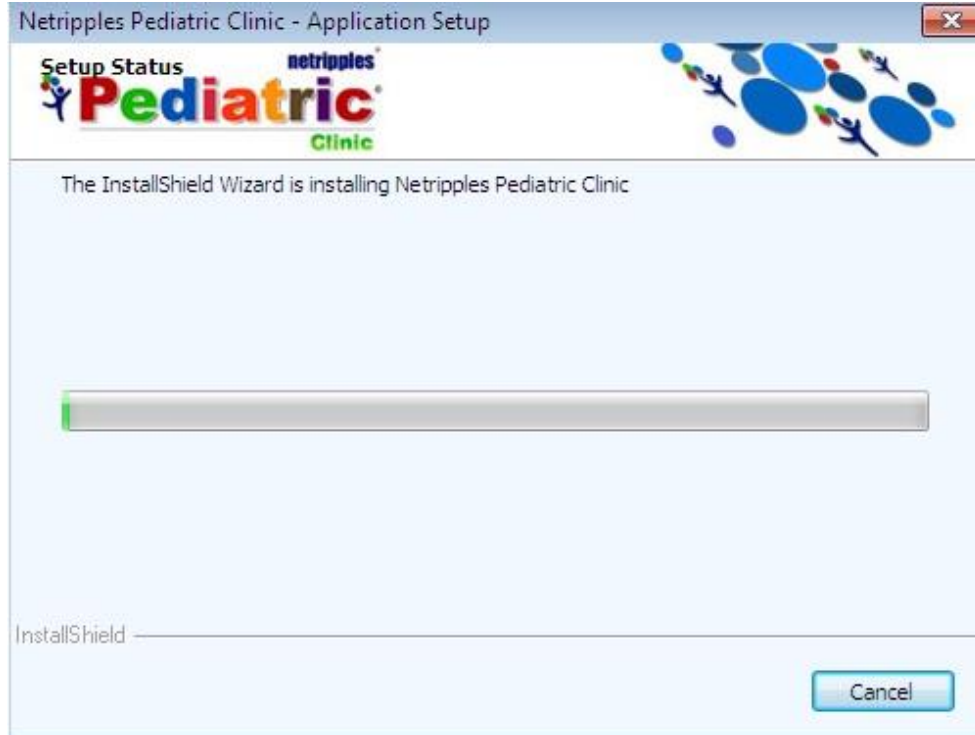 Netripples Pediatric Clinic - Application Setup
Setup Status
netripples
Pediatric
Clinic
The InstallShield Wizard is installing Netripples Pediatric Clinic
InstallShield
Cancel